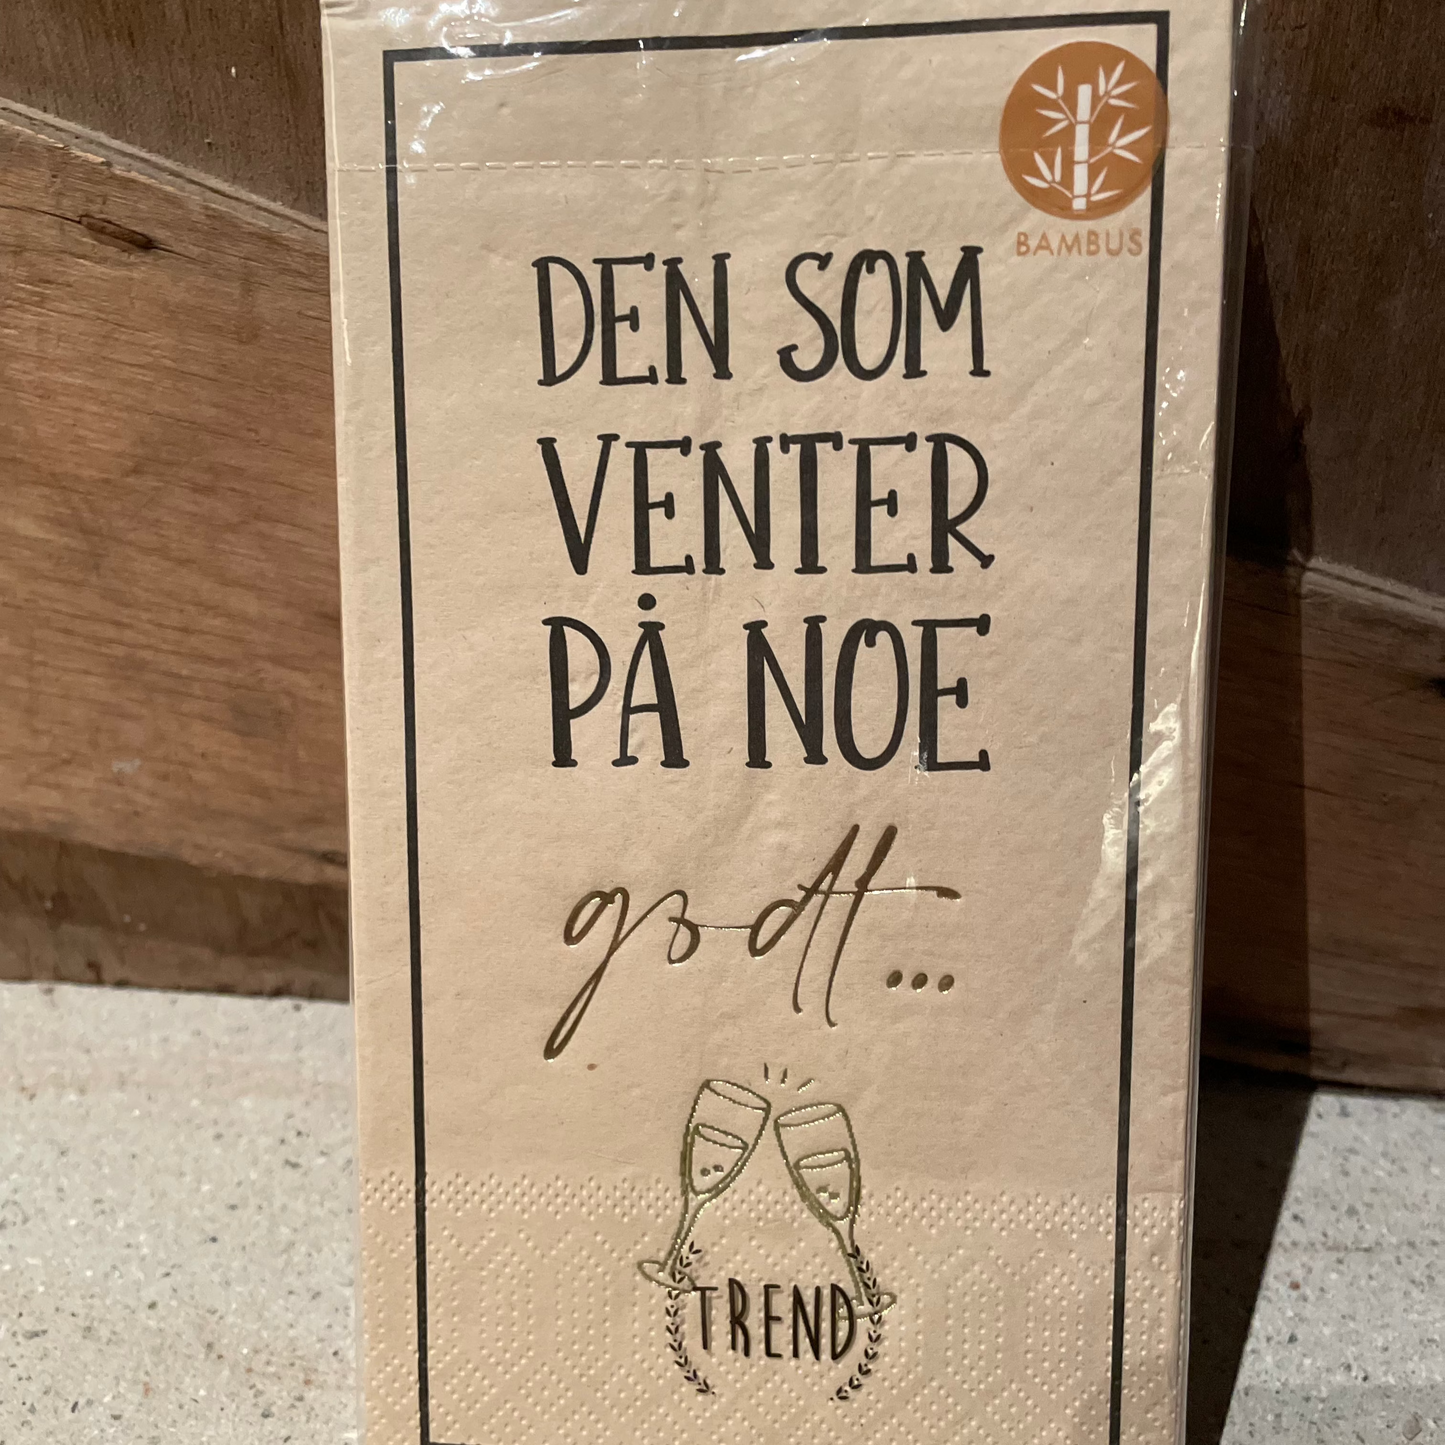 BAMBUS
DEN SOM
VENTER
PÅ NOE
godt...
TREND